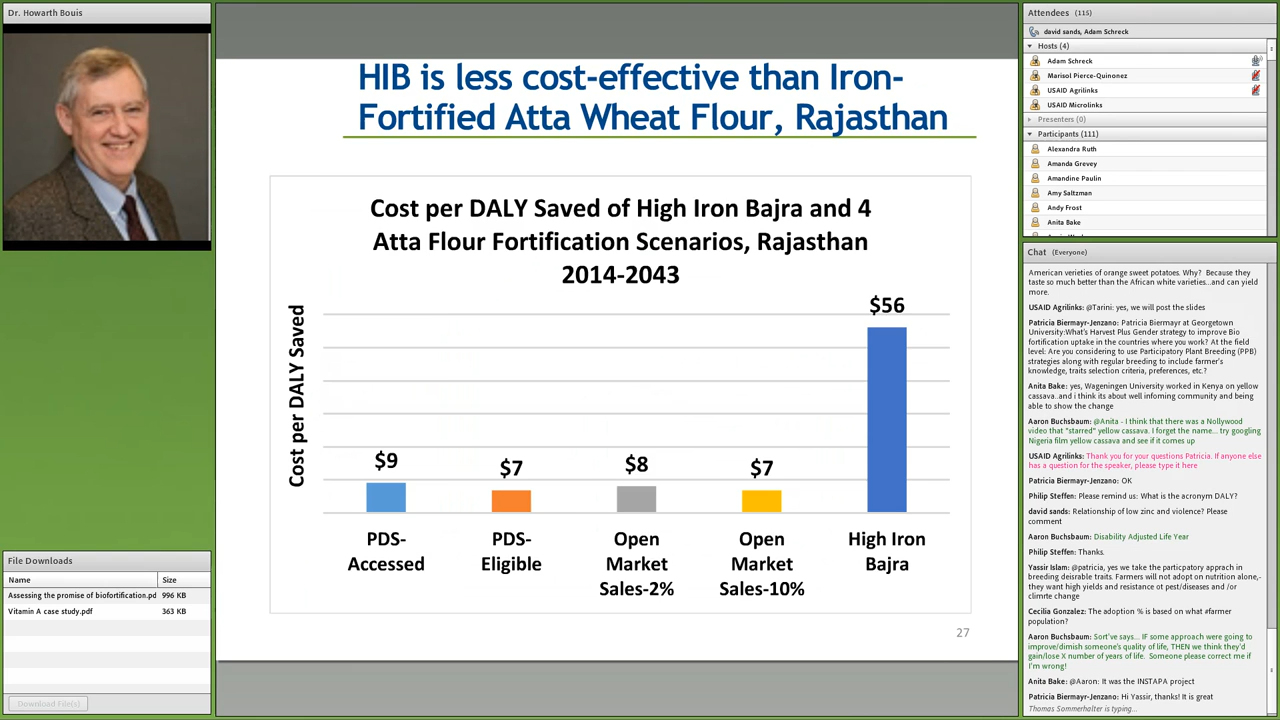 Dr. Howarth Bouis
HIB is less cost-effective than Iron-
Fortified Atta Wheat Flour, Rajasthan
Cost per DALY Saved of High Iron Bajra and 4
Atta Flour Fortification Scenarios, Rajasthan
2014-2043
Cost per DALY Saved
$9
$7
$8
$7
$56
PDS-
Accessed
PDS-
Eligible
Open
Market
Sales-2%
Open
Market
Sales-10%
High Iron
Bajra
27
File Downloads
Name Size
Assessing the promise of biofortification.pd 996 KB
Vitamin A case study.pdf 363 KB
Download File(s)
Attendees (115)
david sands, Adam Schreck
Hosts (4)
Adam Schreck
Marisol Pierce-Quinonez
USAID Agrilinks
USAID Microlinks
Presenters (0)
Participants (111)
Alexandra Ruth
Amanda Grevey
Amandine Paulin
Amy Saltzman
Andy Frost
Anita Bake
Chat (Everyone)
American verieties of orange sweet potatoes. Why? Because they
taste so much better than the African white varieties...and can yield
more.
USAID Agrilinks: @Tarini: yes, we will post the slides
Patricia Biermayr-Jenzano: Patricia Biermayr at Georgetown
University:What's Harvest Plus Gender strategy to improve Bio
fortification uptake in the countries where you work? At the field
level: Are you considering to use Participatory Plant Breeding (PPB)
strategies along with regular breeding to include farmer's
knowledge, traits selection criteria, preferences, etc.?
Anita Bake: yes, Wageningen University worked in Kenya on yellow
cassava..and i think its about well infoming community and being
able to show the change
Aaron Buchsbaum: @Anita - I think that there was a Nollywood
video that "starred" yellow cassava. I forget the name... try googling
Nigeria film yellow cassava and see if it comes up
USAID Agrilinks: Thank you for your questions Patricia. If anyone else
has a question for the speaker, please type it here
Patricia Biermayr-Jenzano: OK
Philip Steffen: Please remind us: What is the acronym DALY?
david sands: Relationship of low zinc and violence? Please
comment
Aaron Buchsbaum: Disability Adjusted Life Year
Philip Steffen: Thanks.
Yassir Islam: @patricia, yes we take the particpatory apprach in
breeding deisrable traits. Farmers will not adopt on nutrition alone,-
they want high yields and resistance ot pest/diseases and /or
climrte change
Cecilia Gonzalez: The adoption % is based on what #farmer
population?
Aaron Buchsbaum: Sort've says... IF some approach were going to
improve/dimish someone's quality of life, THEN we think they'd
gain/lose X number of years of life. Someone please correct me if
I'm wrong!
Anita Bake: @Aaron: It was the INSTAPA project
Patricia Biermayr-Jenzano: Hi Yassir, thanks! It is great
Thomas Sommerhalter is typing...